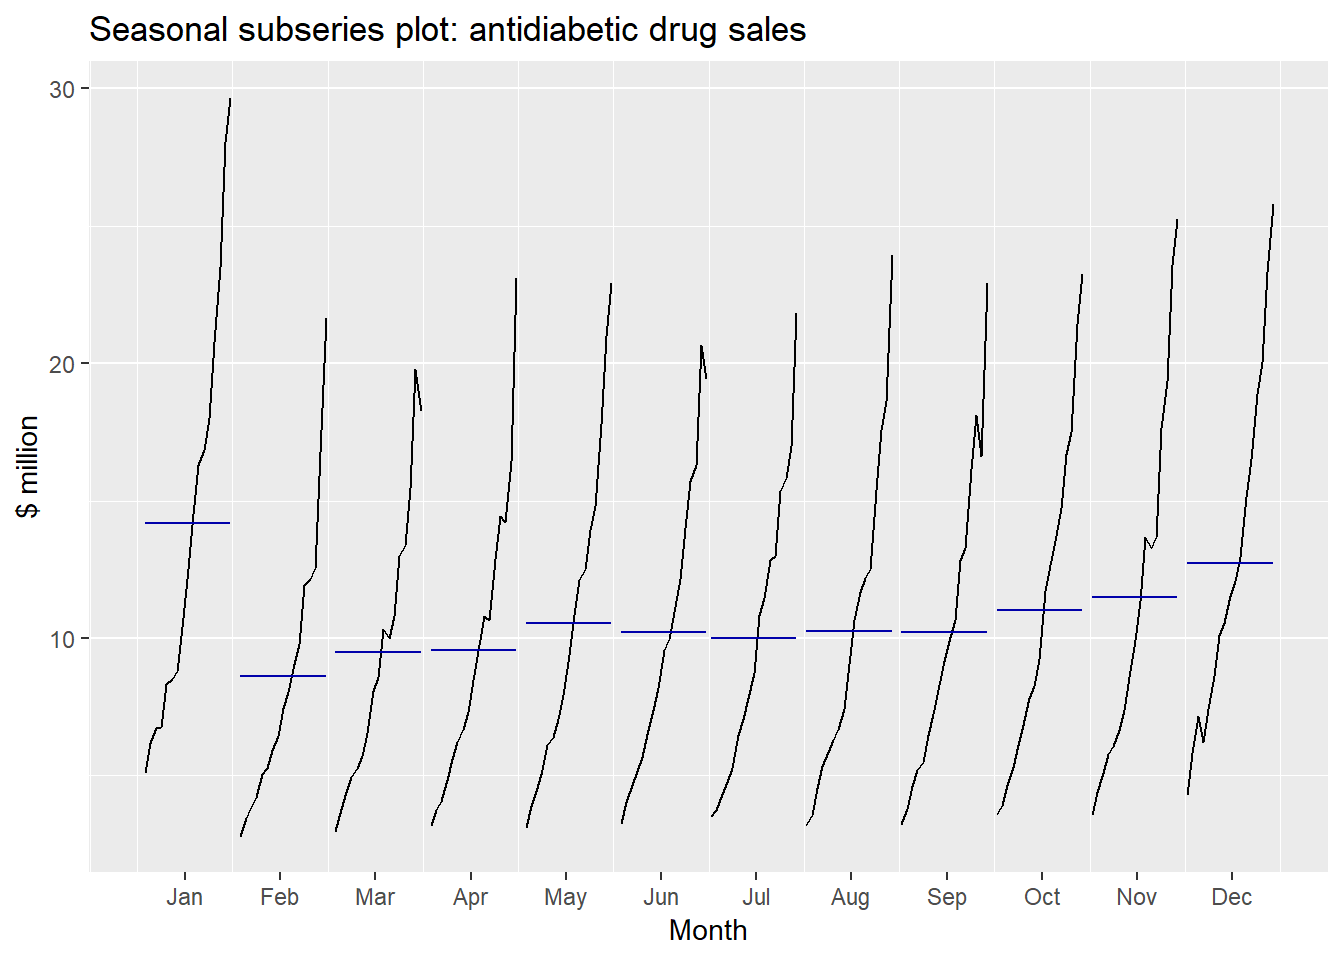 Seasonal subseries plot: antidiabetic drug sales
30
20
10
$ million
Jan Feb Mar Apr May Jun Jul Aug Sep Oct Nov Dec
Month